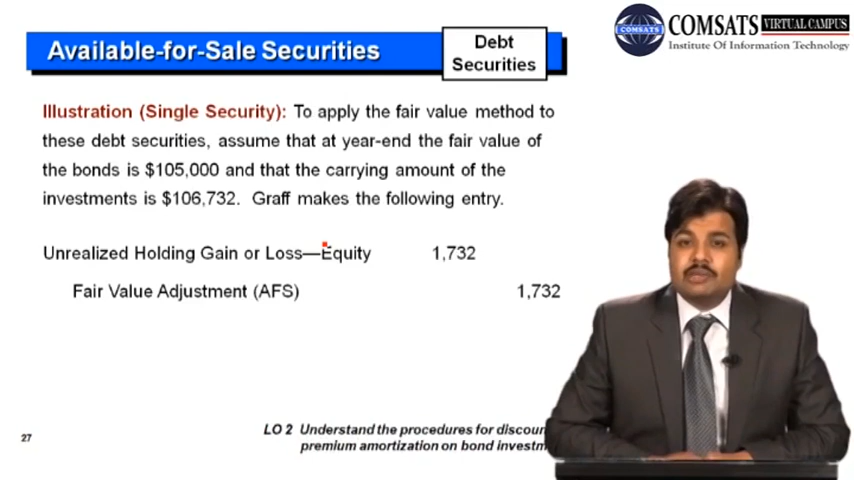 Available-for-Sale Securities
Debt
Securities
COMSATS VIRTUAL CAMPUS
COMSATS
Institute Of Information Technology
Illustration (Single Security): To apply the fair value method to
these debt securities, assume that at year-end the fair value of
the bonds is $105,000 and that the carrying amount of the
investments is $106,732. Graff makes the following entry.
Unrealized Holding Gain or Loss—Equity 1,732
Fair Value Adjustment (AFS) 1,732
27
LO 2 Understand the procedures for discoun
premium amortization on bond investm